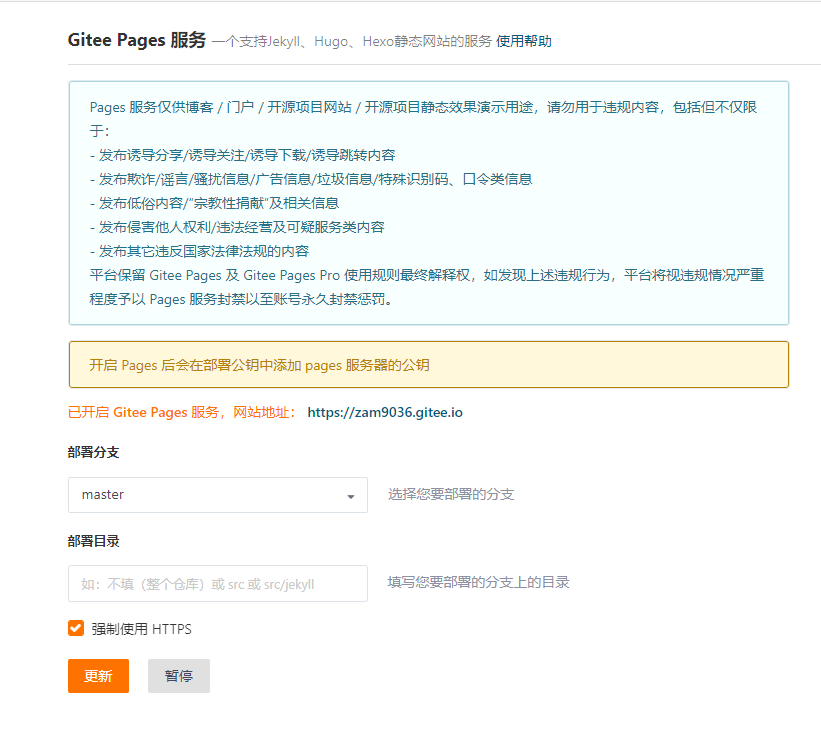 Gitee Pages 服务 一个支持Jekyll、Hugo、Hexo静态网站的服务 使用帮助
Pages 服务仅供博客 / 门户 / 开源项目网站 / 开源项目静态效果演示用途，请勿用于违规内容，包括但不仅限
于：
- 发布诱导分享/诱导关注/诱导下载/诱导跳转内容
- 发布欺诈/谣言/骚扰信息/广告信息/垃圾信息/特殊识别码、口令类信息
- 发布低俗内容/“宗教性捐献”及相关信息
- 发布侵害他人权利/违法经营及可疑服务类内容
- 发布其它违反国家法律法规的内容
平台保留 Gitee Pages 及 Gitee Pages Pro 使用规则最终解释权，如发现上述违规行为，平台将视违规情况严重
程度予以 Pages 服务封禁以至账号永久封禁惩罚。
开启 Pages 后会在部署公钥中添加 pages 服务器的公钥
已开启 Gitee Pages 服务，网站地址： https://zam9036.gitee.io
部署分支
master 选择您要部署的分支
部署目录
如：不填（整个仓库）或 src 或 src/jekyll 填写您要部署的分支上的目录
强制使用 HTTPS
更新 暂停